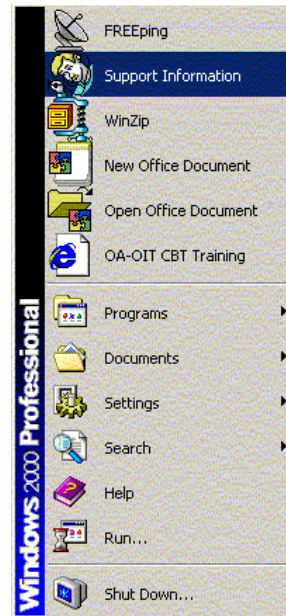 FREEping
Support Information
WinZip
New Office Document
Open Office Document
OA-OIT CBT Training
Programs
Documents
Settings
Search
Help
Run...
Shut Down...
Windows 2000 Professional